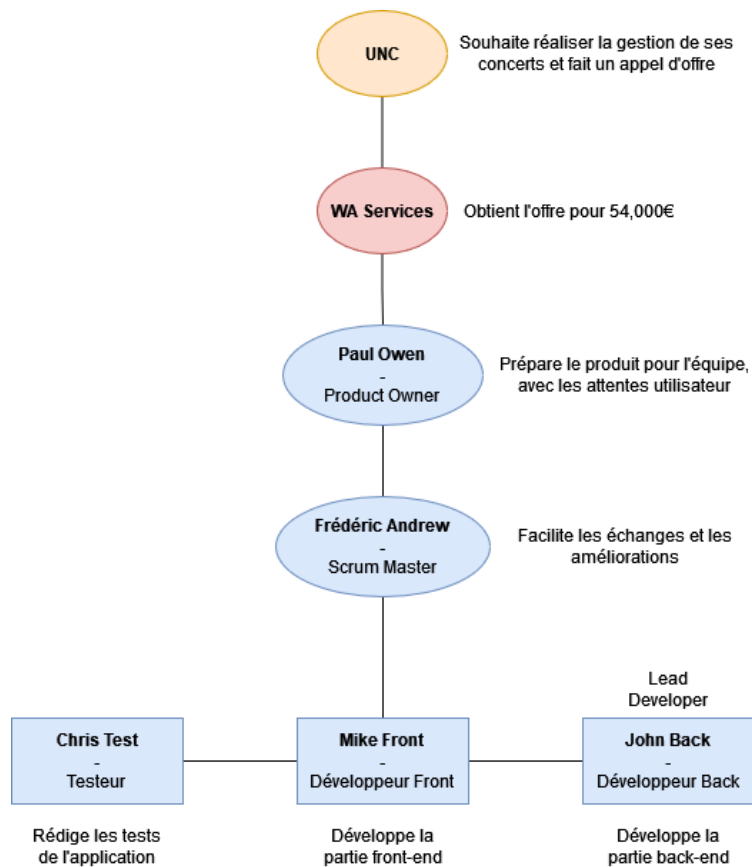 UNC
Souhaite réaliser la gestion de ses
concerts et fait un appel d'offre
WA Services
Obtient l'offre pour 54,000€
Paul Owen
-
Product Owner
Prépare le produit pour l'équipe,
avec les attentes utilisateur
Frédéric Andrew
-
Scrum Master
Facilite les échanges et les
améliorations
Lead
Developer
Chris Test
-
Testeur
Mike Front
-
Développeur Front
John Back
-
Développeur Back
Rédige les tests
de l'application
Développe la
partie front-end
Développe la
partie back-end